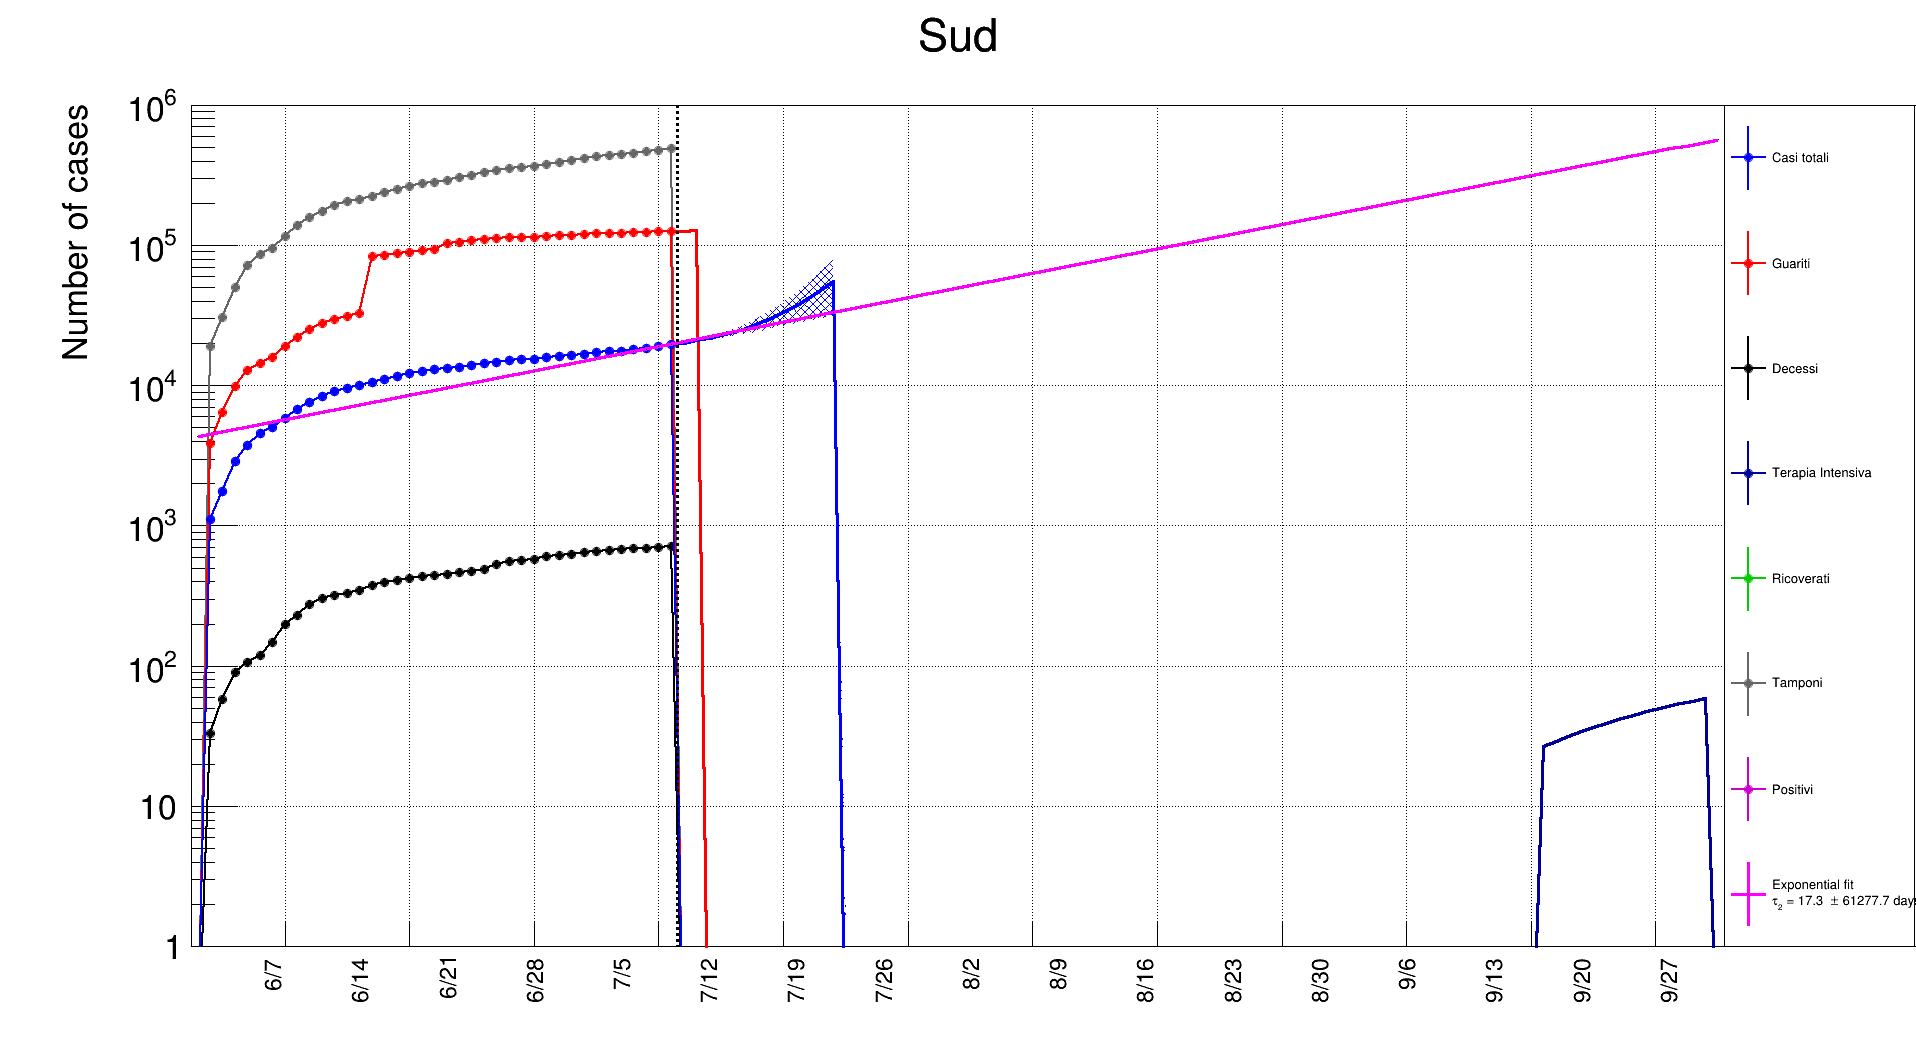 Sud
Number of cases
10^6
10^5
10^4
10^3
10^2
10
1
6/7
6/14
6/21
6/28
7/5
7/12
7/19
7/26
8/2
8/9
8/16
8/23
8/30
9/6
9/13
9/20
9/27
Casi totali
Guariti
Decessi
Terapia Intensiva
Ricoverati
Tamponi
Positivi
Exponential fit
τ_2 = 17.3 ± 61277.7 days